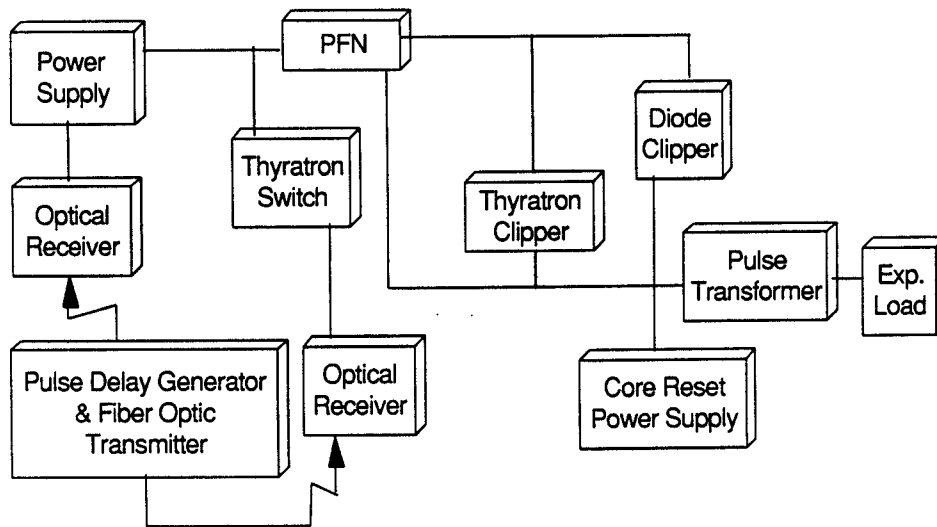 PFN
Power
Supply
Diode
Clipper
Thyratron
Switch
Thyratron
Clipper
Optical
Receiver
Pulse
Transformer
Exp.
Load
Pulse Delay Generator
& Fiber Optic
Transmitter
Optical
Receiver
Core Reset
Power Supply